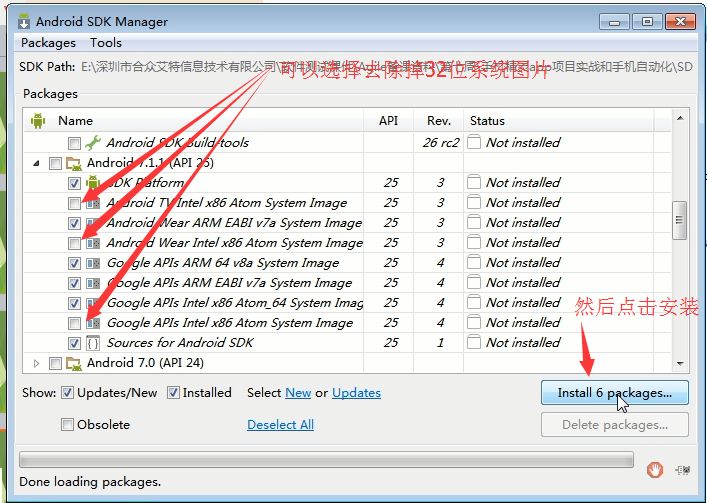 Android SDK Manager
Packages Tools
SDK Path: E:\深圳市合众艾特信息技术有限公司\
可以选择去除掉32位系统图片
项目实战和手机自动化\SD
Packages
Name API Rev. Status
Android SDK Build-tools 26 rc2 Not installed
Android 7.1.1 (API 25)
SDK Platform 25 3 Not installed
Android TV Intel x86 Atom System Image 25 3 Not installed
Android Wear ARM EABI v7a System Image 25 3 Not installed
Android Wear Intel x86 Atom System Image 25 3 Not installed
Google APIs ARM 64 v8a System Image 25 4 Not installed
Google APIs ARM EABI v7a System Image 25 4 Not installed
Google APIs Intel x86 Atom_64 System Imag 25 4 Not installed
Google APIs Intel x86 Atom System Image 25 4 Not installed
然后点击安装
Sources for Android SDK 25 1 Not installed
Android 7.0 (API 24)
Show: Updates/New Installed Select New or Updates Install 6 packages...
Obsolete Deselect All Delete packages...
Done loading packages.